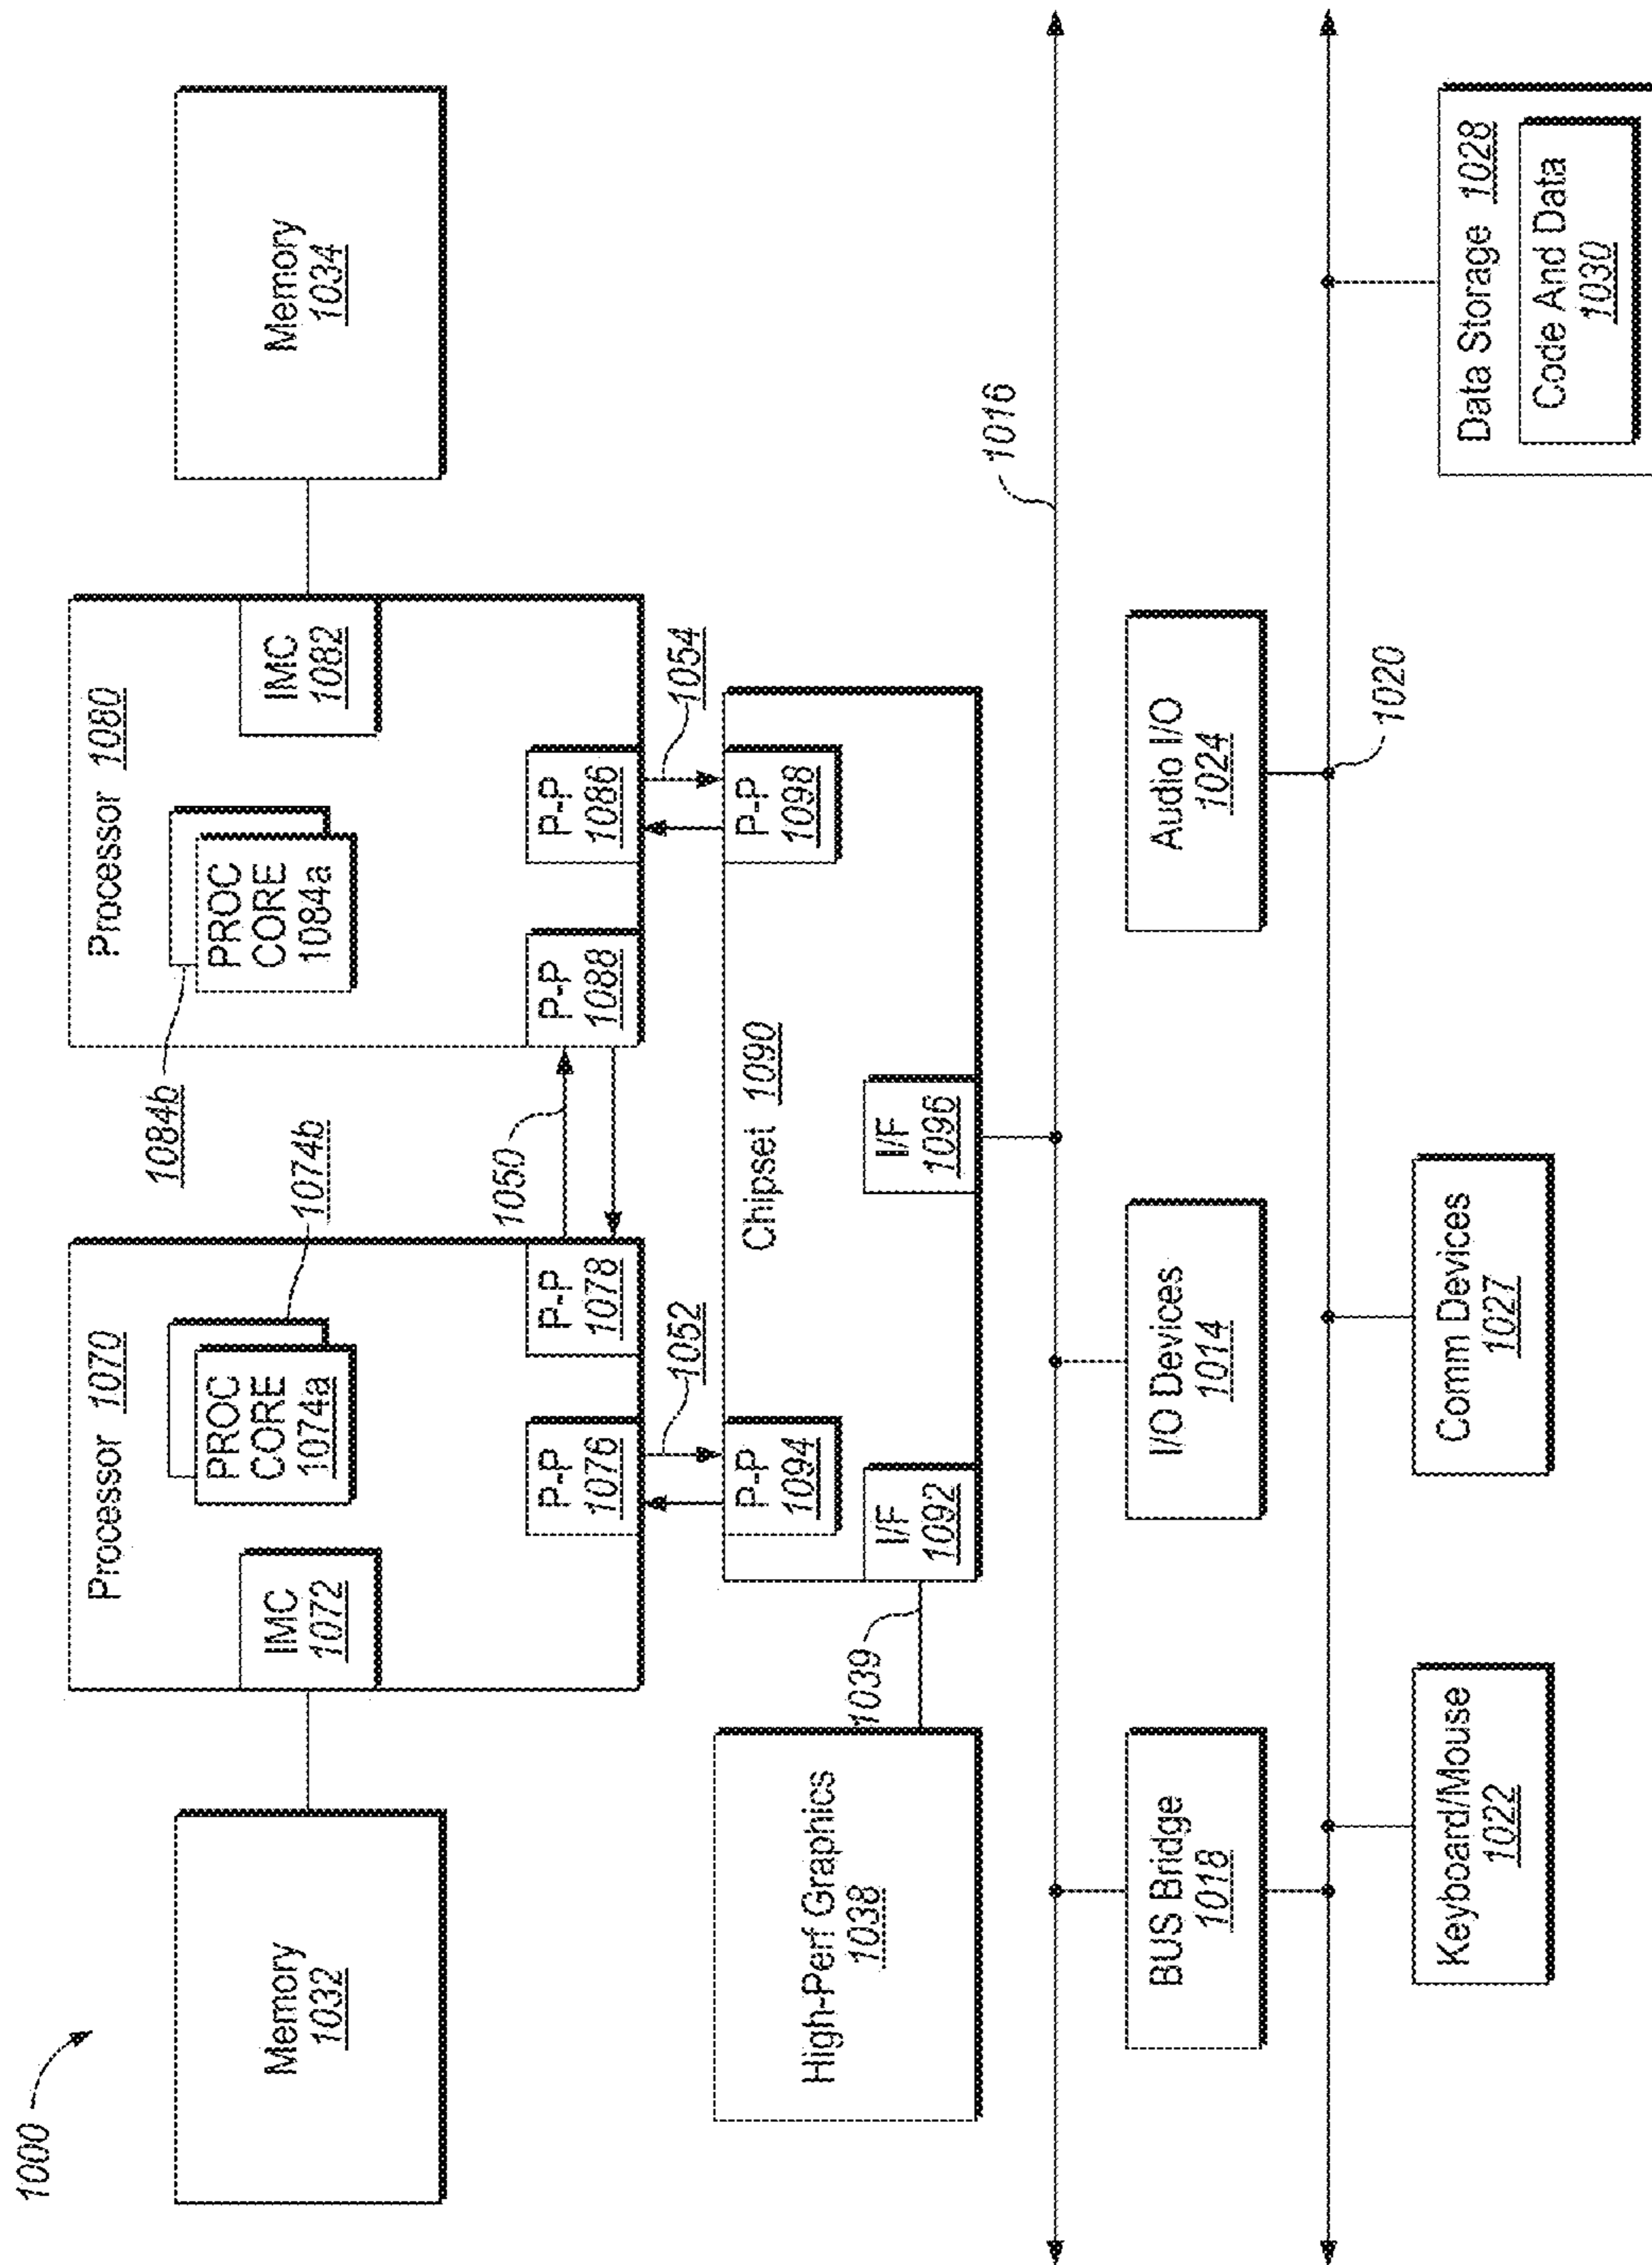 1000
Memory
1032
Processor 1070
IMC
1072
PROC
CORE
1074a
1074b
P-P
1076
P-P
1078
1050
Processor 1080
1084b
PROC
CORE
1084a
IMC
1082
P-P
1088
P-P
1086
Memory
1034
1052
1054
High-Perf Graphics
1038
1039
Chipset 1090
P-P
1094
P-P
1098
I/F
1092
I/F
1096
1016
BUS Bridge
1018
I/O Devices
1014
Audio I/O
1024
1020
Keyboard/Mouse
1022
Comm Devices
1027
Data Storage 1028
Code And Data
1030